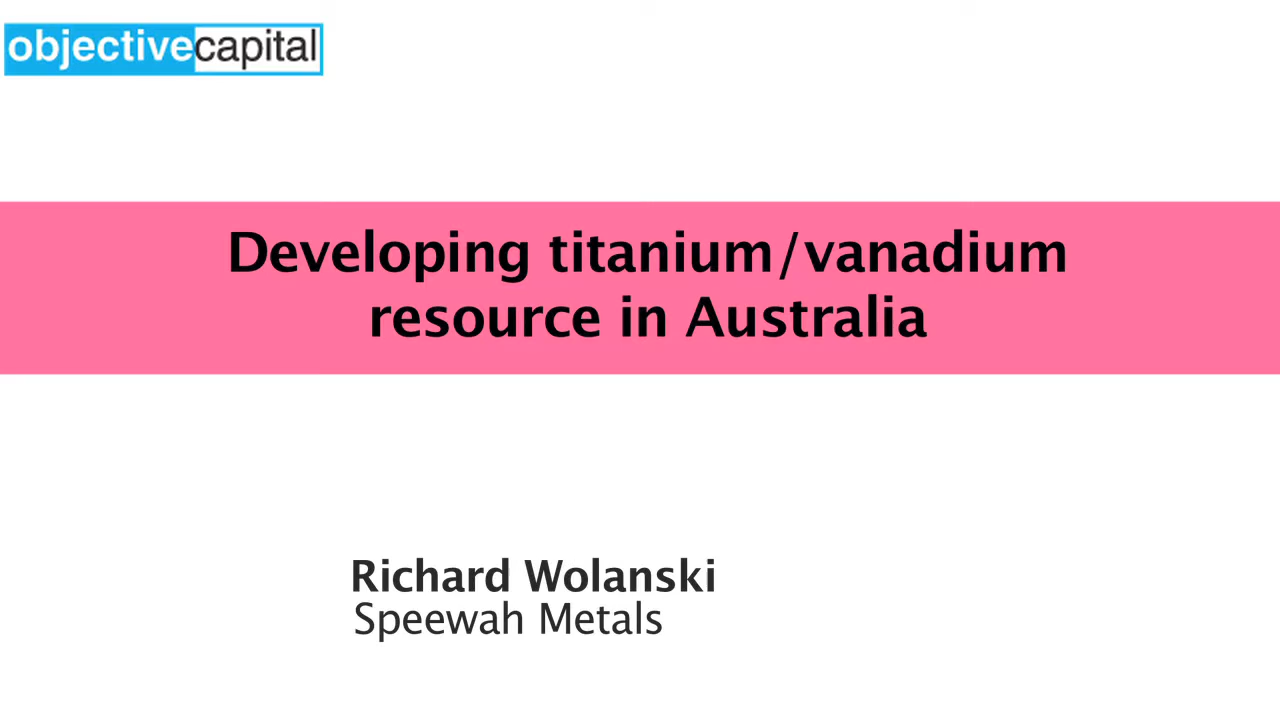 objectivecapital
Developing titanium/vanadium
resource in Australia
Richard Wolanski
Speewah Metals